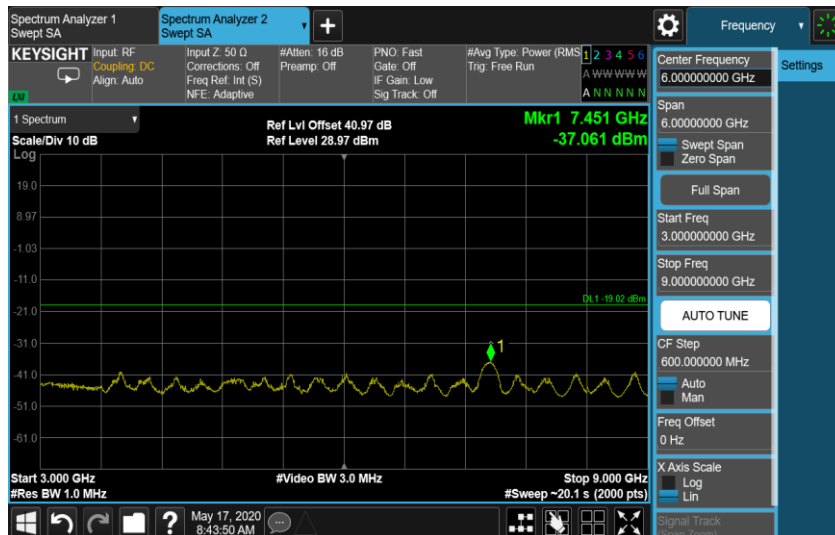 Spectrum Analyzer 1
Swept SA
Spectrum Analyzer 2
Swept SA
+
Frequency
KEYSIGHT
Input: RF
Coupling: DC
Align: Auto
Input Z: 50 Ω
Corrections: Off
Freq Ref: Int (S)
NFE: Adaptive
#Atten: 16 dB
Preamp: Off
PNO: Fast
Gate: Off
IF Gain: Low
Sig Track: Off
#Avg Type: Power (RMS
Trig: Free Run
1 2 3 4 5 6
A W W W W W
A N N N N N
LXI
1 Spectrum
Scale/Div 10 dB
Log
Ref Lvl Offset 40.97 dB
Ref Level 28.97 dBm
Mkr1 7.451 GHz
-37.061 dBm
19.0
8.97
-1.03
-11.0
-21.0
-31.0
-41.0
-51.0
-61.0
DL1 -19.02 dBm
1
Start 3.000 GHz
#Res BW 1.0 MHz
#Video BW 3.0 MHz
Stop 9.000 GHz
#Sweep ~20.1 s (2000 pts)
?
May 17, 2020
8:43:50 AM
Center Frequency
6.000000000 GHz
Span
6.00000000 GHz
Swept Span
Zero Span
Full Span
Start Freq
3.000000000 GHz
Stop Freq
9.000000000 GHz
AUTO TUNE
CF Step
600.000000 MHz
Auto
Man
Freq Offset
0 Hz
X Axis Scale
Log
Lin
Signal Track
(Span Zoom)
Settings